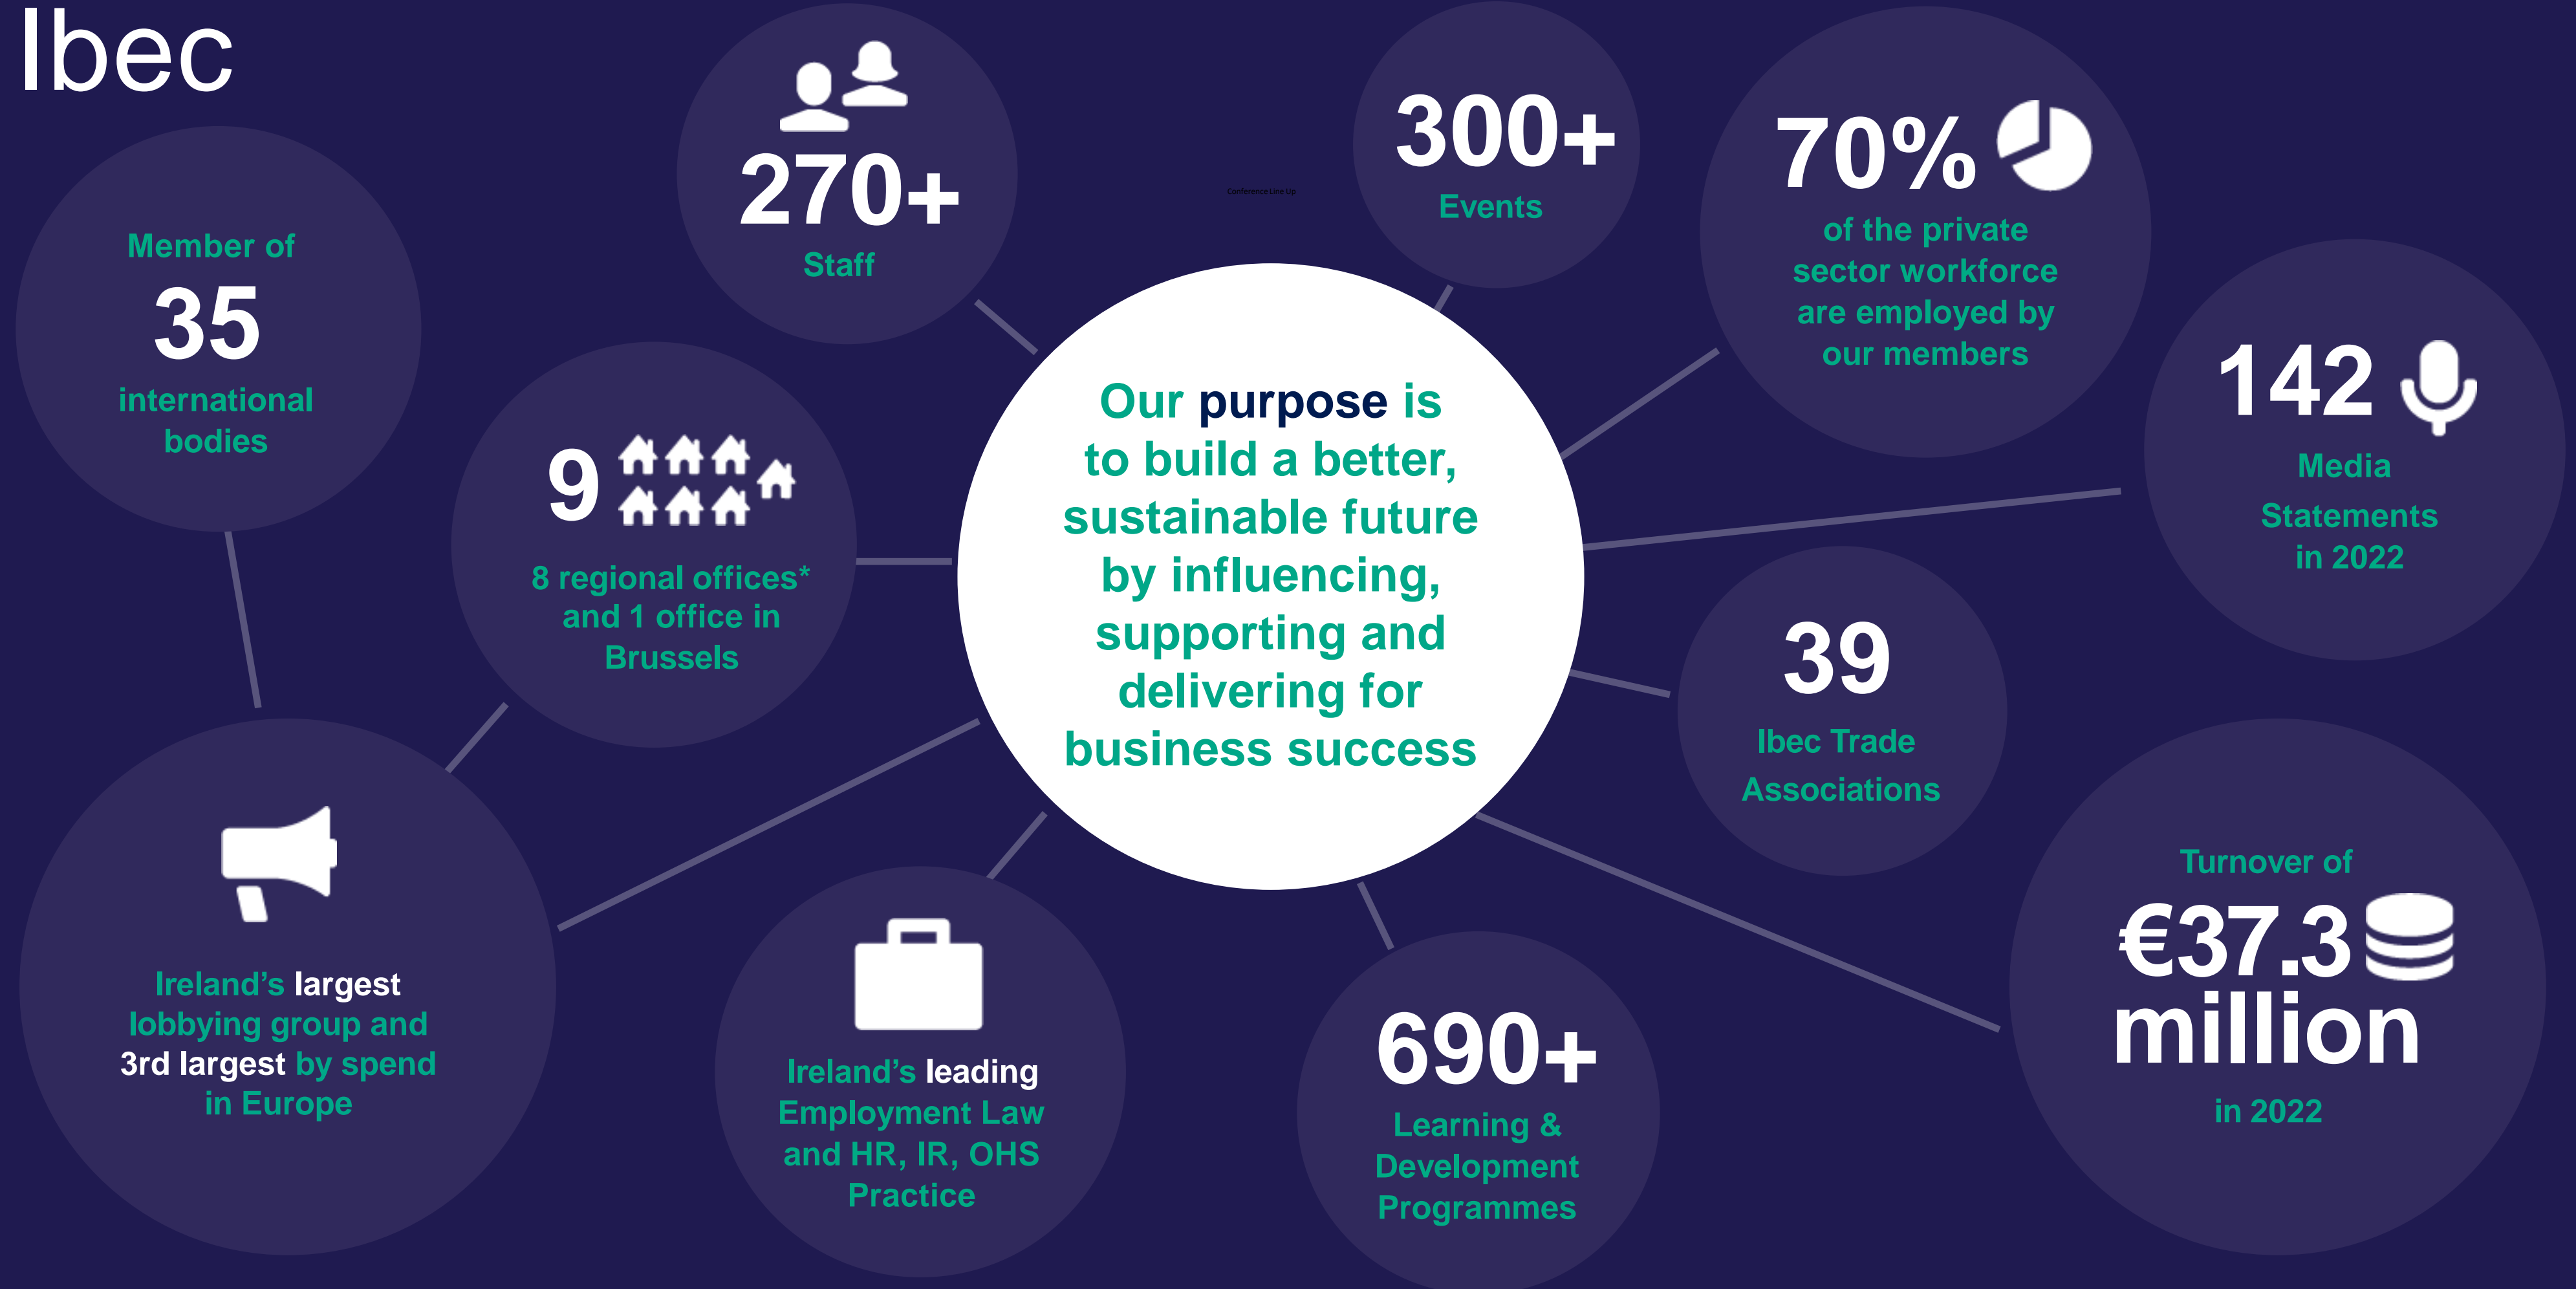 Ibec
Member of
35
international
bodies
270+
Staff
Conference Line Up
300+
Events
70%
of the private
sector workforce
are employed by
our members
142
Media
Statements
in 2022
9
8 regional offices*
and 1 office in
Brussels
Our purpose is
to build a better,
sustainable future
by influencing,
supporting and
delivering for
business success
39
Ibec Trade
Associations
Ireland’s largest
lobbying group and
3rd largest by spend
in Europe
Ireland’s leading
Employment Law
and HR, IR, OHS
Practice
690+
Learning &
Development
Programmes
Turnover of
€37.3
million
in 2022